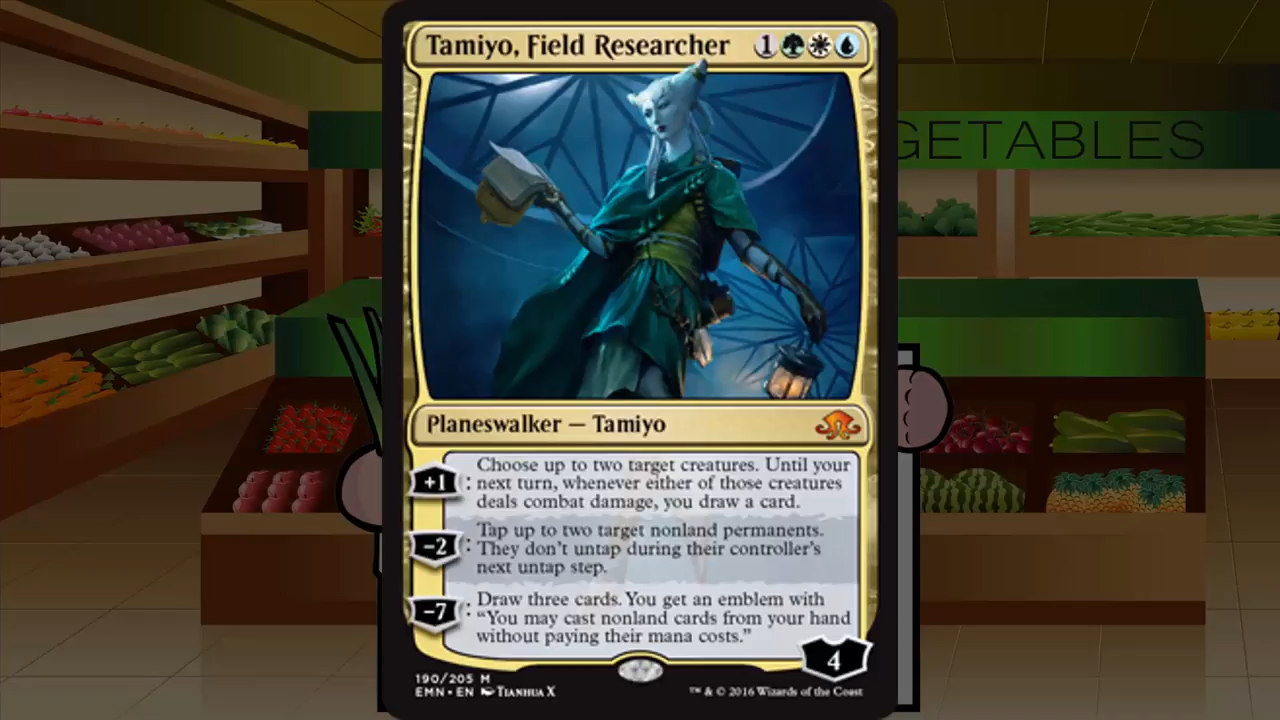 Tamiyo, Field Researcher 1
GETABLES
Planeswalker — Tamiyo
+1 : Choose up to two target creatures. Until your
next turn, whenever either of those creatures
deals combat damage, you draw a card.
−2 : Tap up to two target nonland permanents.
They don't untap during their controller's
next untap step.
−7 : Draw three cards. You get an emblem with
“You may cast nonland cards from your hand
without paying their mana costs.”
4
190/205 M
EMN • EN Tianhua X
™ & © 2016 Wizards of the Coast